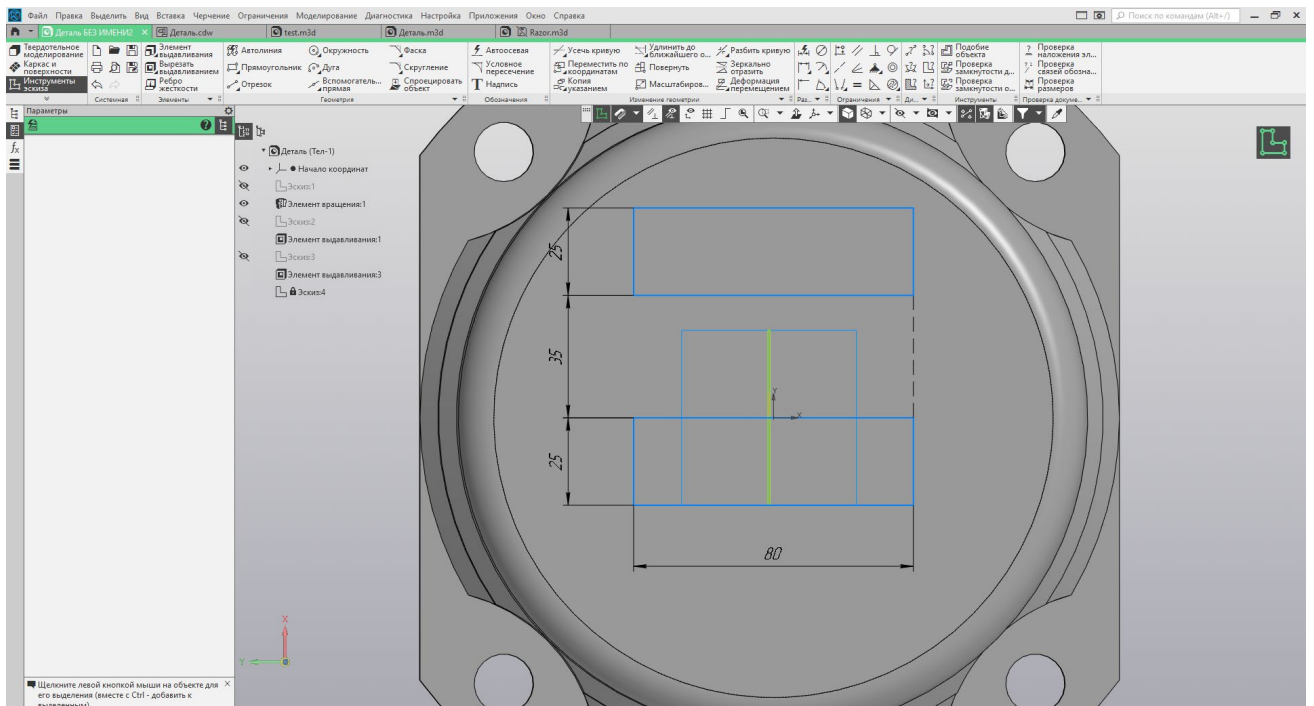 Файл Правка Выделить Вид Вставка Черчение Ограничения Моделирование Диагностика Настройка Приложения Окно Справка
Поиск по командам (Alt+/)
Деталь БЕЗ ИМЕНИ2 × Деталь.cdw test.m3d Деталь.m3d Razor.m3d
Твердотельное моделирование
Каркас и поверхности
Инструменты эскиза
Системная
Элемент выдавливания
Вырезать выдавливанием
Ребро жесткости
Элементы
Автолиния Окружность Фаска
Прямоугольник Дуга Скругление
Отрезок Вспомогатель... прямая Спроецировать объект
Геометрия
Автоосевая
Условное пересечение
Надпись
Обозначения
Усечь кривую Удлинить до ближайшего о... Разбить кривую
Переместить по координатам Повернуть Зеркально отразить
Копия указанием Масштабиров... Деформация перемещением
Изменение геометрии
Раз...
Ограничения
Ди...
Подобие объекта
Проверка замкнутости д...
Проверка замкнутости о...
Инструменты
Проверка наложения эл...
Проверка связей обозна...
Проверка размеров
Проверка докуме...
Параметры
Деталь (Тел-1)
Начало координат
Эскиз:1
Элемент вращения:1
Эскиз:2
Элемент выдавливания:1
Эскиз:3
Элемент выдавливания:3
Эскиз:4
25
35
25
80
Y
X
X
Y
Щелкните левой кнопкой мыши на объекте для
его выделения (вместе с Ctrl - добавить к
выделенным)